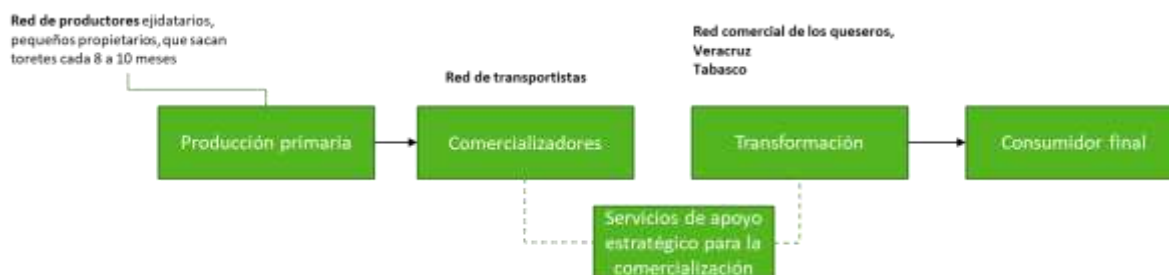 Red de productores ejidatarios,
pequeños propietarios, que sacan
toretes cada 8 a 10 meses
Red de transportistas
Red comercial de los queseros,
Veracruz
Tabasco
Producción primaria
Comercializadores
Transformación
Consumidor final
Servicios de apoyo
estratégico para la
comercialización